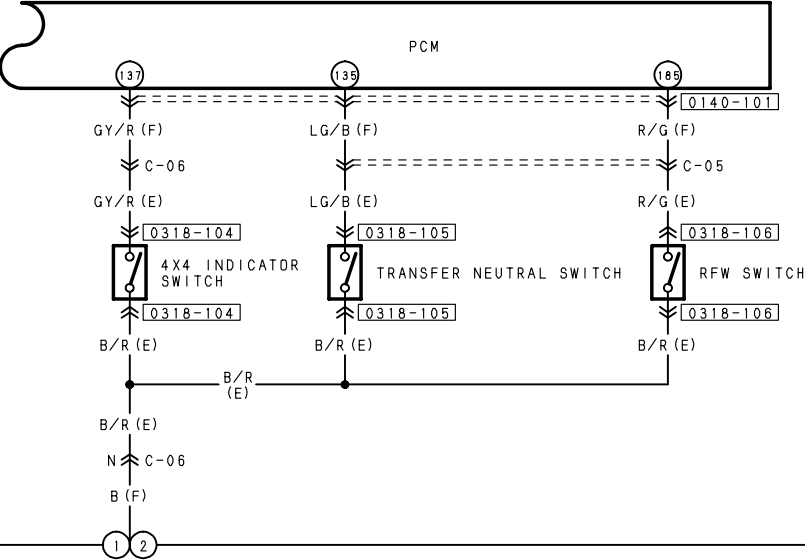 PCM
137 135 185
0140-101
GY/R (F) LG/B (F) R/G (F)
C-06 C-05
GY/R (E) LG/B (E) R/G (E)
0318-104 0318-105 0318-106
4X4 INDICATOR
SWITCH
TRANSFER NEUTRAL SWITCH
RFW SWITCH
0318-104 0318-105 0318-106
B/R (E) B/R (E) B/R (E)
B/R
(E)
B/R (E)
N C-06
B (F)
1 2